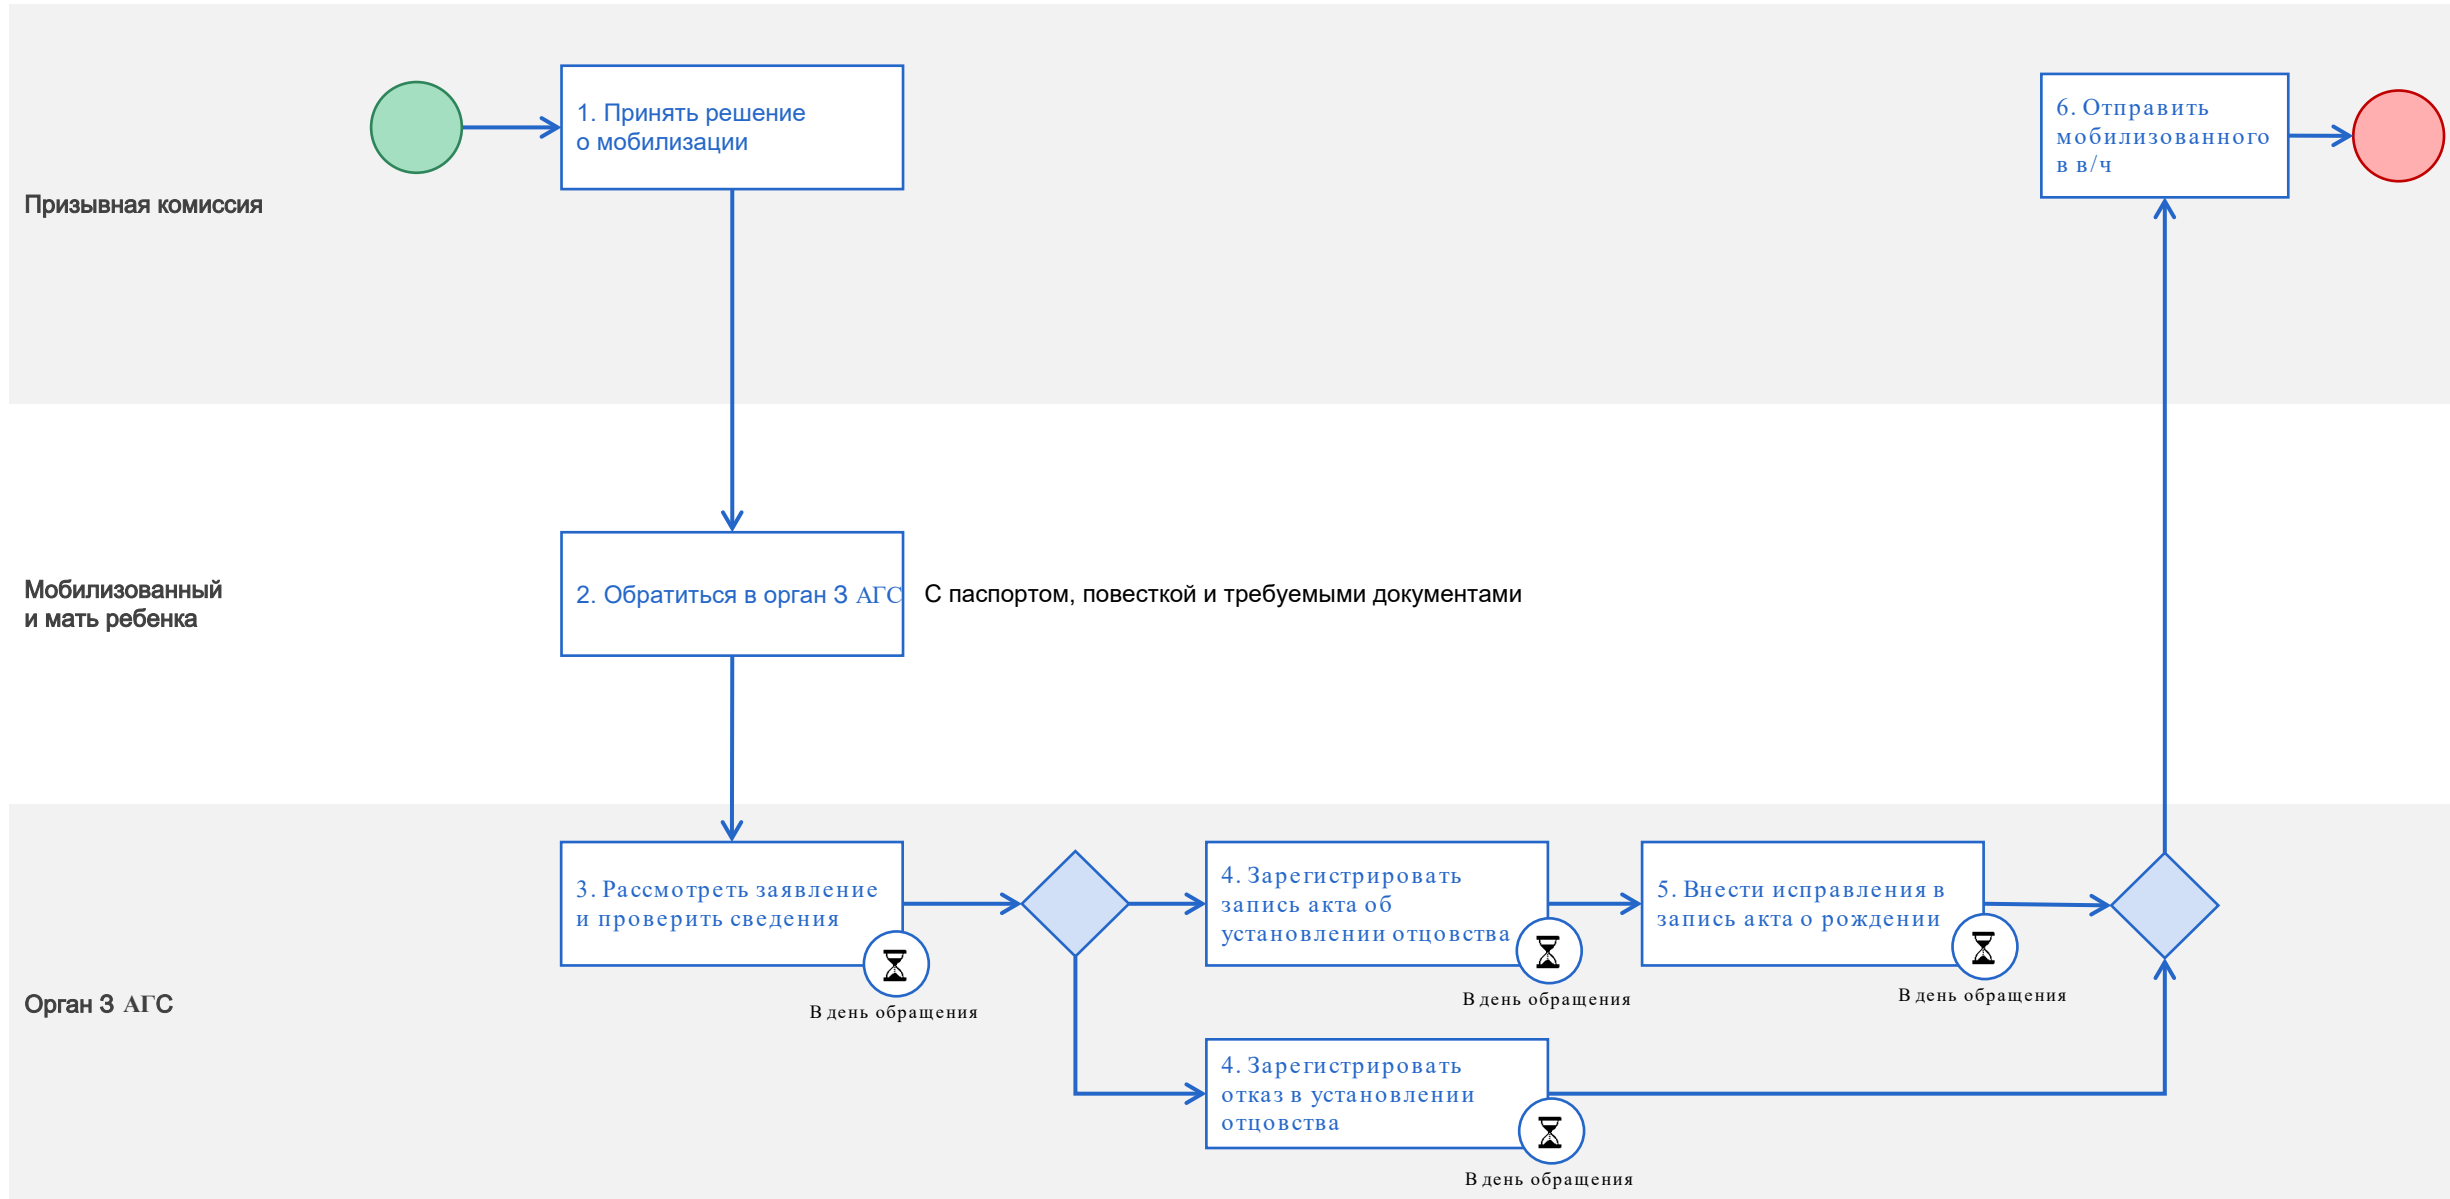 Призывная комиссия
1. Принять решение
о мобилизации
6. Отправить
мобилизованного
в в/ч
Мобилизованный
и мать ребенка
2. Обратиться в орган ЗАГС
С паспортом, повесткой и требуемыми документами
Орган ЗАГС
3. Рассмотреть заявление
и проверить сведения
В день обращения
4. Зарегистрировать
запись акта об
установлении отцовства
В день обращения
5. Внести исправления в
запись акта о рождении
В день обращения
4. Зарегистрировать
отказ в установлении
отцовства
В день обращения